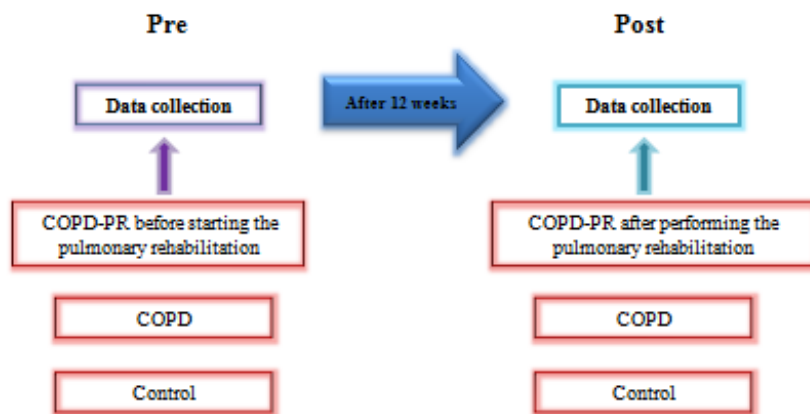 Pre
Post
Data collection
After 12 weeks
Data collection
COPD-PR before starting the
pulmonary rehabilitation
COPD-PR after performing the
pulmonary rehabilitation
COPD
COPD
Control
Control